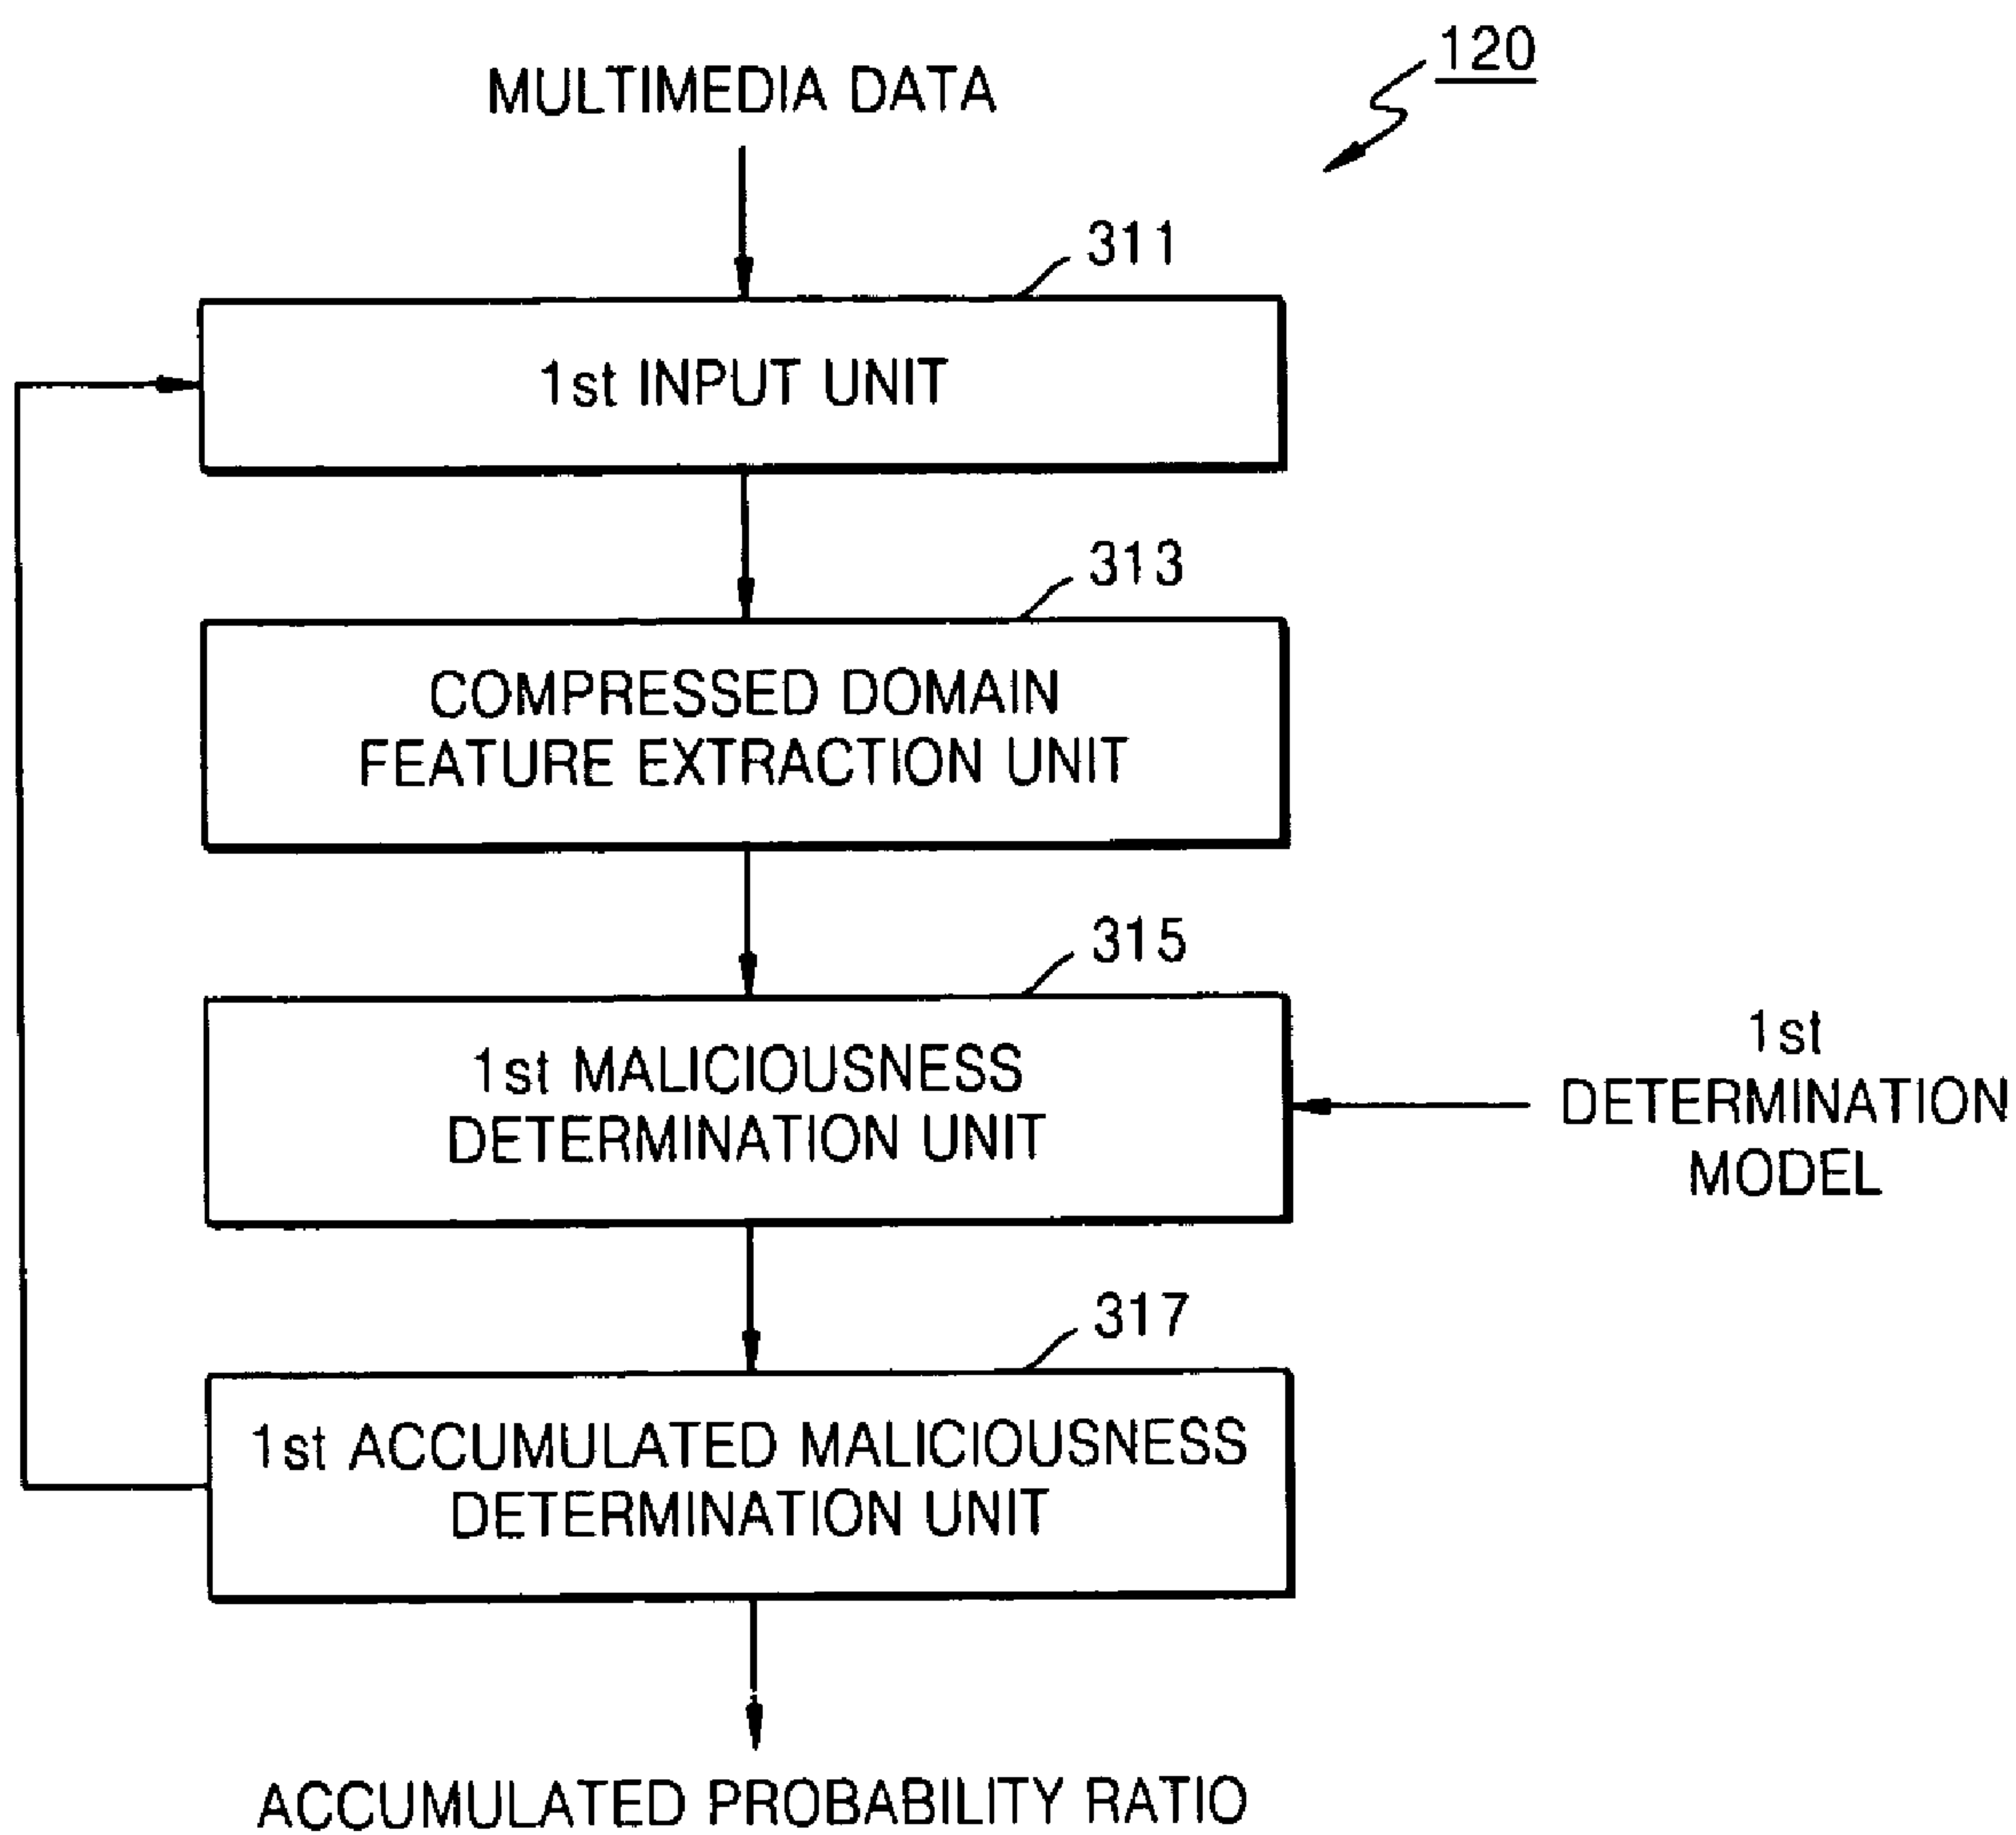 120
MULTIMEDIA DATA
311
1st INPUT UNIT
313
COMPRESSED DOMAIN
FEATURE EXTRACTION UNIT
315
1st MALICIOUSNESS
DETERMINATION UNIT
1st
DETERMINATION
MODEL
317
1st ACCUMULATED MALICIOUSNESS
DETERMINATION UNIT
ACCUMULATED PROBABILITY RATIO